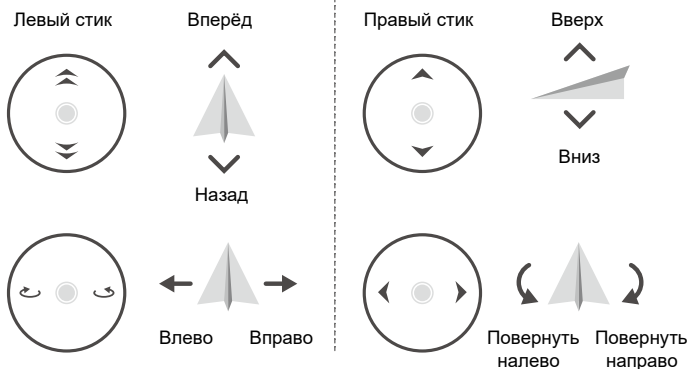 Левый стик
Вперёд
Назад
Влево
Вправо
Правый стик
Вверх
Вниз
Повернуть
налево
Повернуть
направо